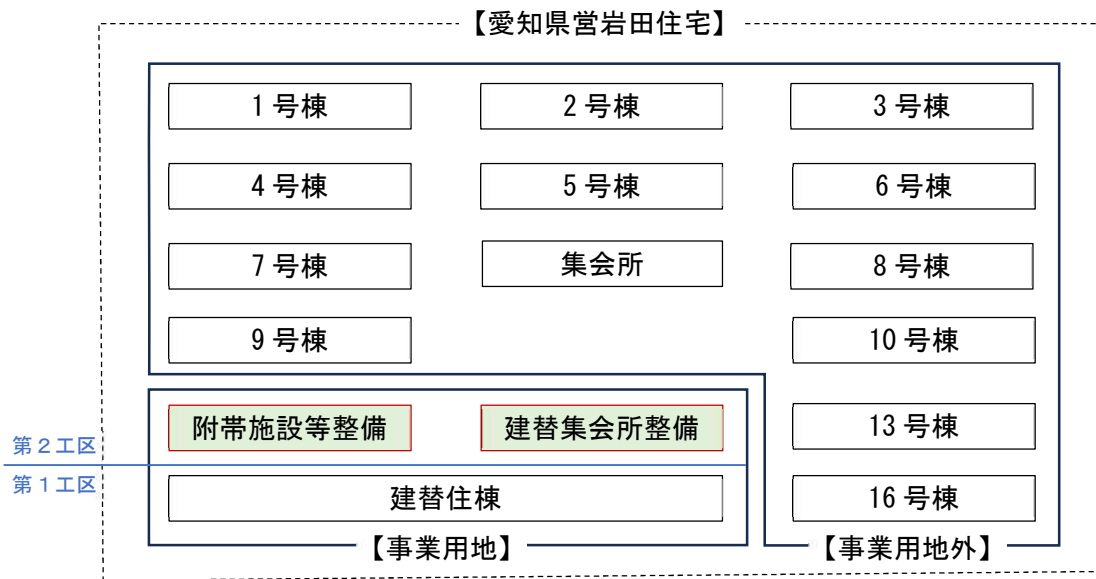 【愛知県営岩田住宅】
1号棟
2号棟
3号棟
4号棟
5号棟
6号棟
7号棟
集会所
8号棟
9号棟
10号棟
附帯施設等整備
建替集会所整備
13号棟
第2工区
第1工区
建替住棟
16号棟
【事業用地】
【事業用地外】